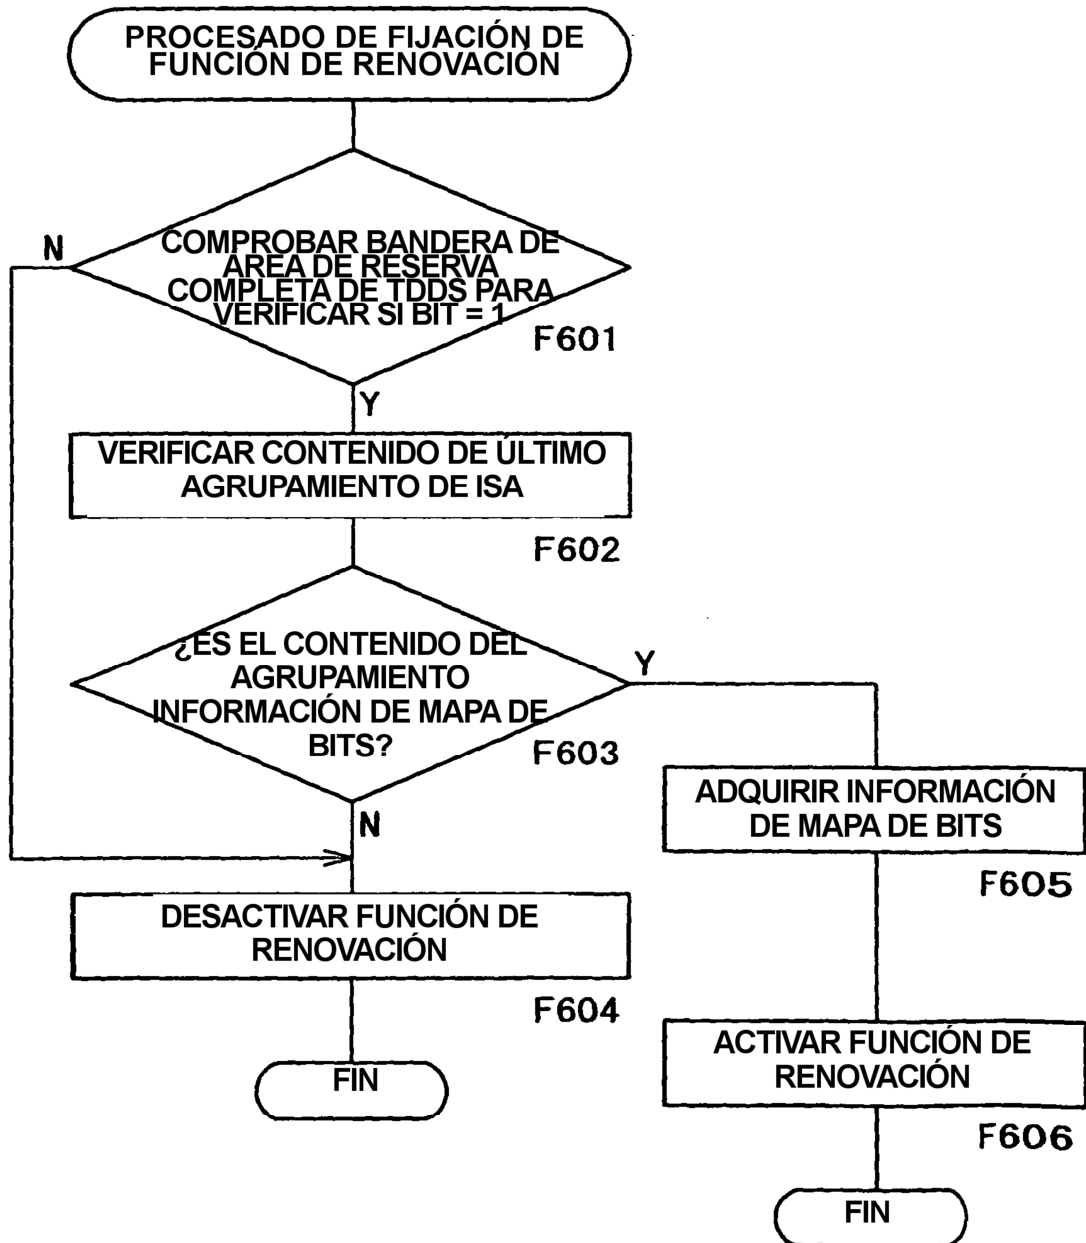 PROCESADO DE FIJACIÓN DE
FUNCIÓN DE RENOVACIÓN
N
COMPROBAR BANDERA DE
AREA DE RESERVA
COMPLETA DE TDDS PARA
VERIFICAR SI BIT = 1
F601
Y
VERIFICAR CONTENIDO DE ÚLTIMO
AGRUPAMIENTO DE ISA
F602
¿ES EL CONTENIDO DEL
AGRUPAMIENTO
INFORMACIÓN DE MAPA DE
BITS?
F603
Y
N
ADQUIRIR INFORMACIÓN
DE MAPA DE BITS
F605
DESACTIVAR FUNCIÓN DE
RENOVACIÓN
F604
FIN
ACTIVAR FUNCIÓN DE
RENOVACIÓN
F606
FIN